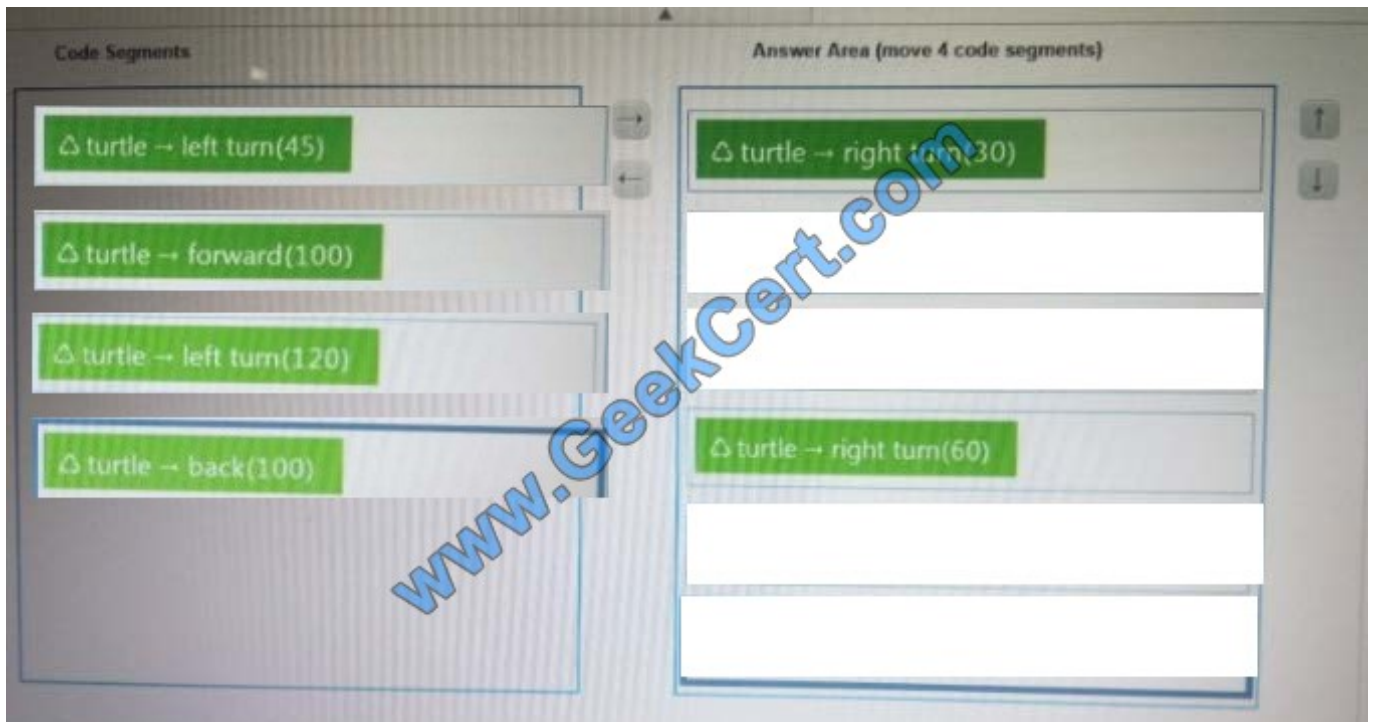 Code Segments
Answer Area (move 4 code segments)
turtle → left turn(45)
turtle → forward(100)
turtle → left turn(120)
turtle → back(100)
turtle → right turn(30)
turtle → right turn(60)
www.GeekCert.com